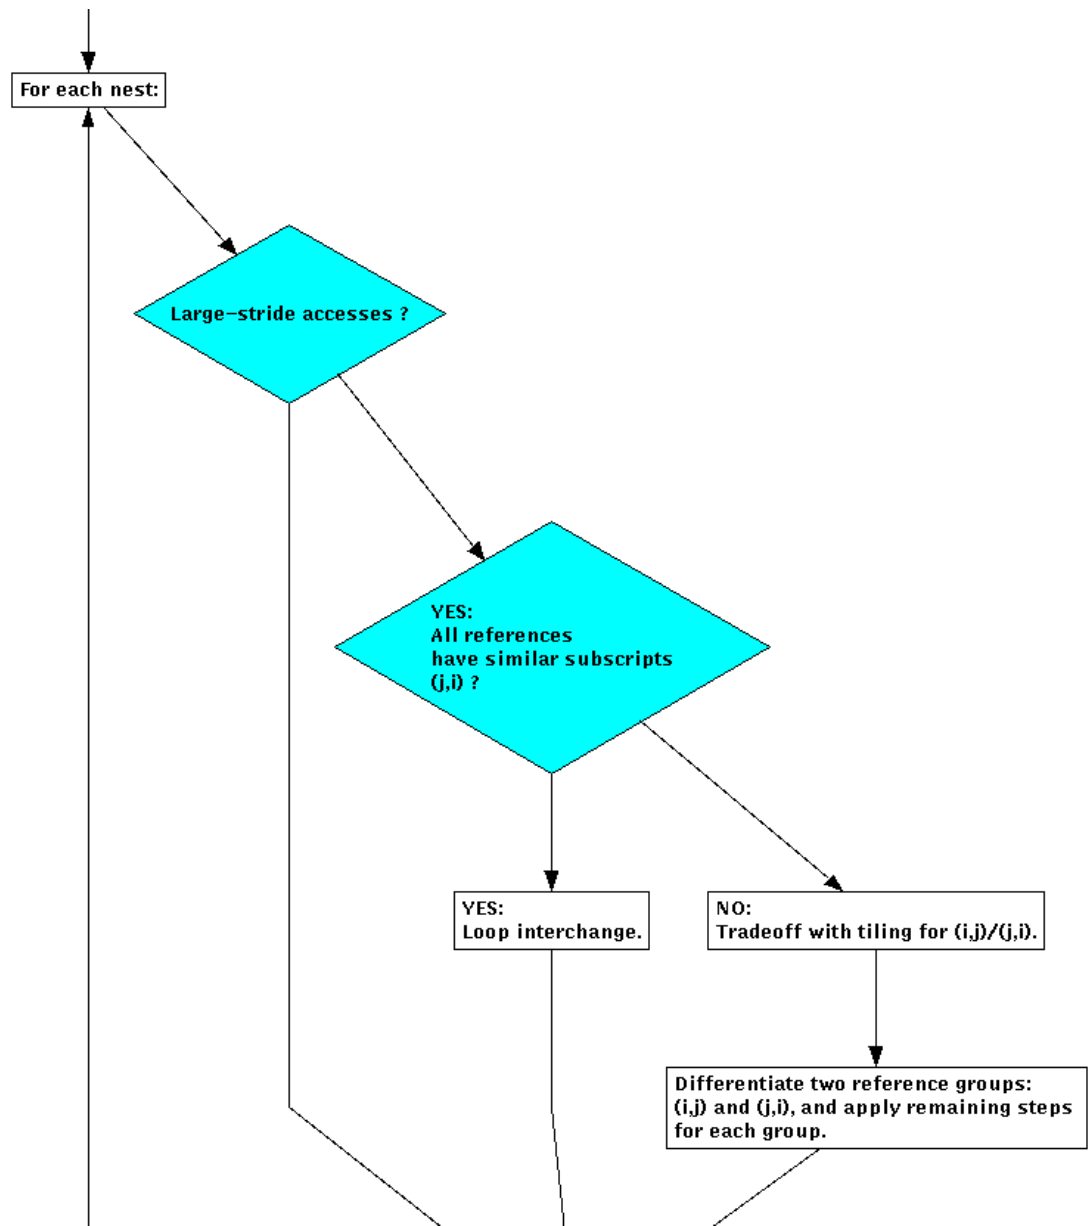 For each nest:
Large-stride accesses ?
YES:
All references
have similar subscripts
(j,i) ?
YES:
Loop interchange.
NO:
Tradeoff with tiling for (i,j)/(j,i).
Differentiate two reference groups:
(i,j) and (j,i), and apply remaining steps
for each group.